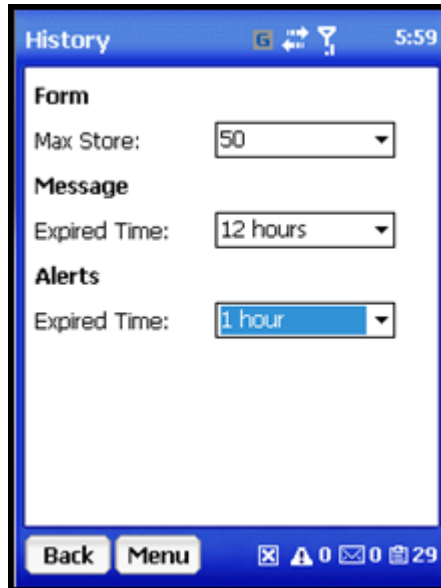 History G 5:59
Form
Max Store: 50
Message
Expired Time: 12 hours
Alerts
Expired Time: 1 hour
Back Menu 0 0 29